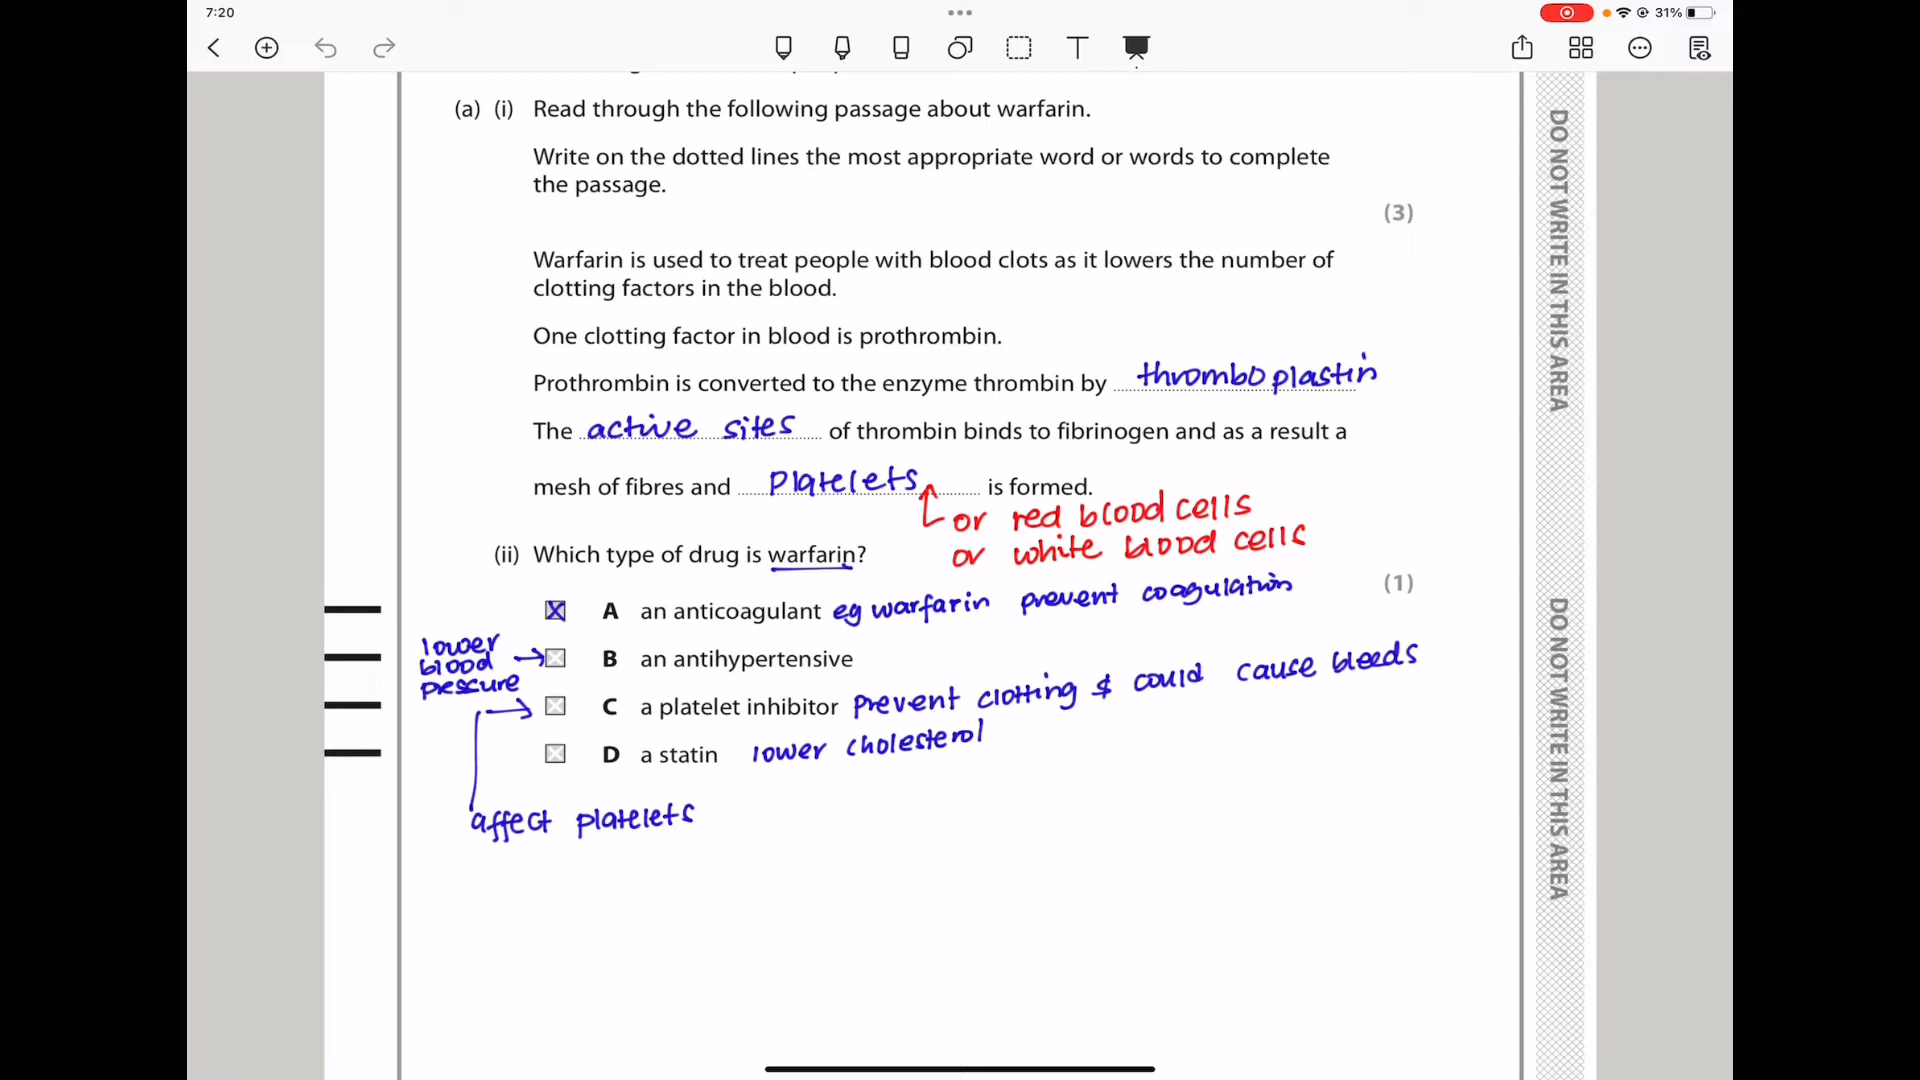 7:20
31%
(a) (i) Read through the following passage about warfarin.
Write on the dotted lines the most appropriate word or words to complete
the passage.
(3)
Warfarin is used to treat people with blood clots as it lowers the number of
clotting factors in the blood.
One clotting factor in blood is prothrombin.
Prothrombin is converted to the enzyme thrombin by thromboplastin
The active sites of thrombin binds to fibrinogen and as a result a
mesh of fibres and platelets is formed.
or red blood cells
or white blood cells
(ii) Which type of drug is warfarin?
(1)
A an anticoagulant eg warfarin prevent coagulation
lower
blood
pressure
B an antihypertensive
C a platelet inhibitor prevent clotting & could cause bleeds
D a statin lower cholesterol
affect platelets
DO NOT WRITE IN THIS AREA
DO NOT WRITE IN THIS AREA